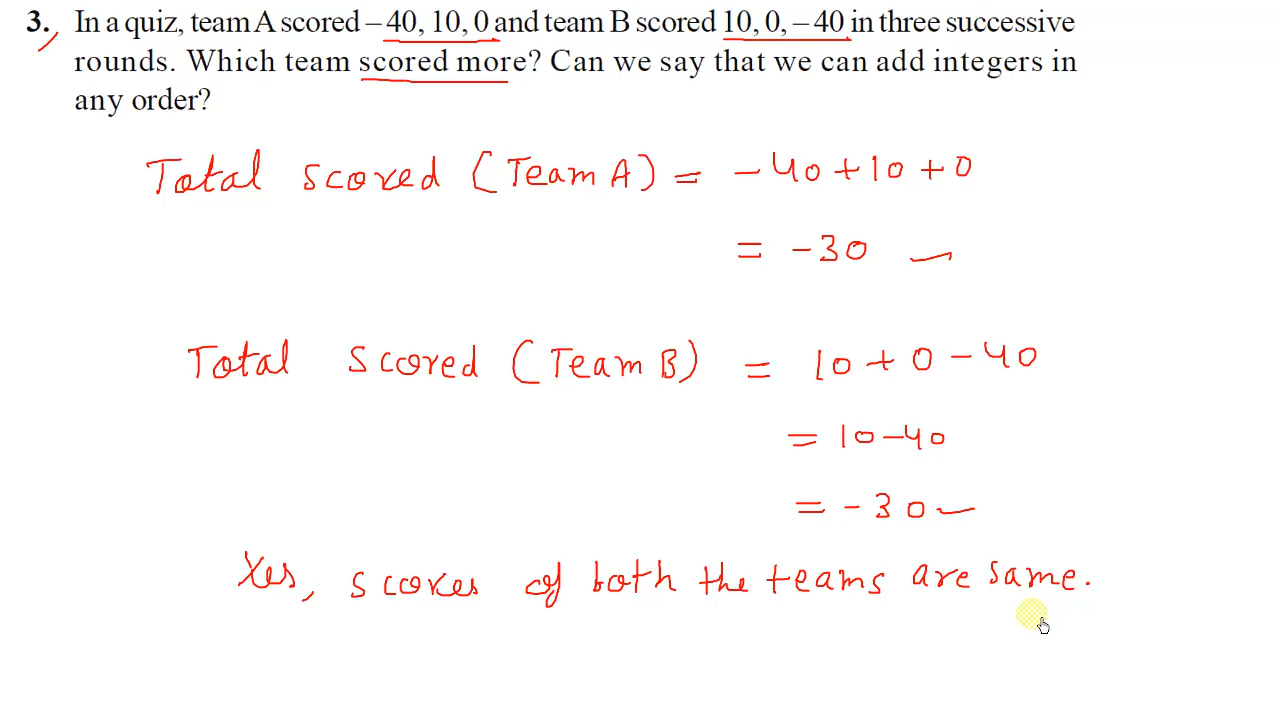 3. In a quiz, team A scored – 40, 10, 0 and team B scored 10, 0, – 40 in three successive
rounds. Which team scored more? Can we say that we can add integers in
any order?
Total scored (Team A) = - 40 + 10 + 0
= - 30
Total scored (Team B) = 10 + 0 - 40
= 10 - 40
= - 30
Yes, scores of both the teams are same.